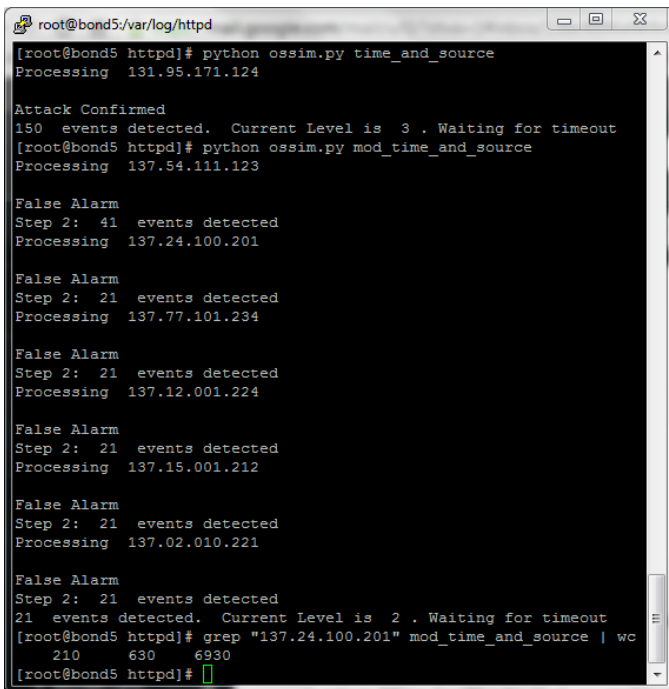 root@bond5:/var/log/httpd
[root@bond5 httpd]# python ossim.py time_and_source
Processing  131.95.171.124
Attack Confirmed
150  events detected.  Current Level is  3 . Waiting for timeout
[root@bond5 httpd]# python ossim.py mod_time_and_source
Processing  137.54.111.123
False Alarm
Step 2:  41  events detected
Processing  137.24.100.201
False Alarm
Step 2:  21  events detected
Processing  137.77.101.234
False Alarm
Step 2:  21  events detected
Processing  137.12.001.224
False Alarm
Step 2:  21  events detected
Processing  137.15.001.212
False Alarm
Step 2:  21  events detected
Processing  137.02.010.221
False Alarm
Step 2:  21  events detected
21  events detected.  Current Level is  2 . Waiting for timeout
[root@bond5 httpd]# grep "137.24.100.201" mod_time_and_source | wc
    210     630    6930
[root@bond5 httpd]#